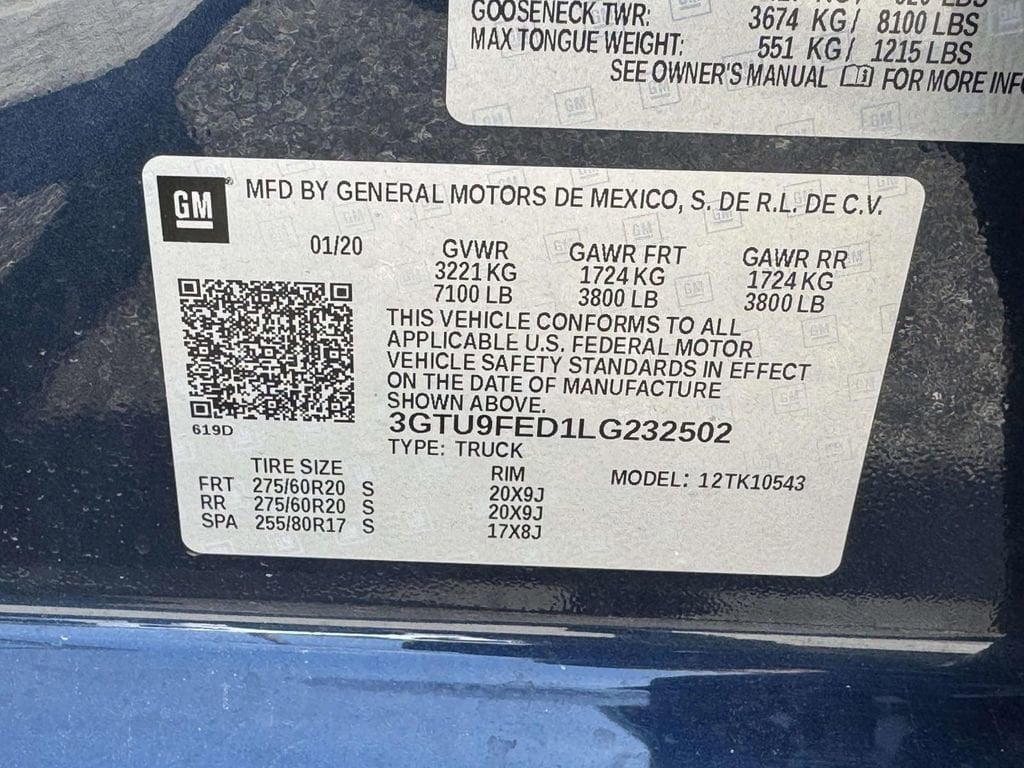 GOOSENECK TWR: 3674 KG/ 8100 LBS
MAX TONGUE WEIGHT: 551 KG/ 1215 LBS
SEE OWNER'S MANUAL FOR MORE
GM MFD BY GENERAL MOTORS DE MEXICO, S. DE R.L. DE C.V.
01/20 GVWR GAWR FRT GAWR RR
3221 KG 1724 KG 1724 KG
7100 LB 3800 LB 3800 LB
THIS VEHICLE CONFORMS TO ALL
APPLICABLE U.S. FEDERAL MOTOR
VEHICLE SAFETY STANDARDS IN EFFECT
ON THE DATE OF MANUFACTURE
SHOWN ABOVE.
619D
3GTU9FED1LG232502
TYPE: TRUCK
TIRE SIZE RIM MODEL: 12TK10543
FRT 275/60R20 S 20X9J
RR 275/60R20 S 20X9J
SPA 255/80R17 S 17X8J